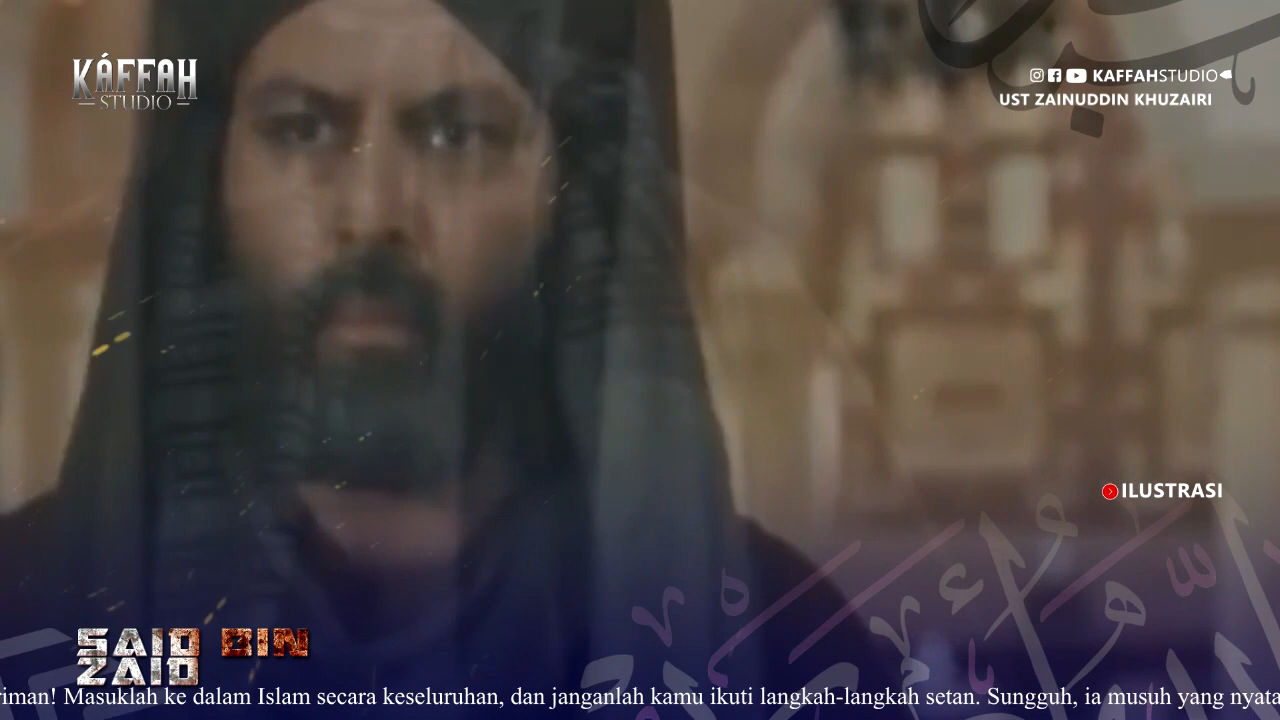 KÁFFAH
STUDIO
KAFFAHSTUDIO
UST ZAINUDDIN KHUZAIRI
ILUSTRASI
SAID BIN
ZAID
riman! Masuklah ke dalam Islam secara keseluruhan, dan janganlah kamu ikuti langkah-langkah setan. Sungguh, ia musuh yang nyata